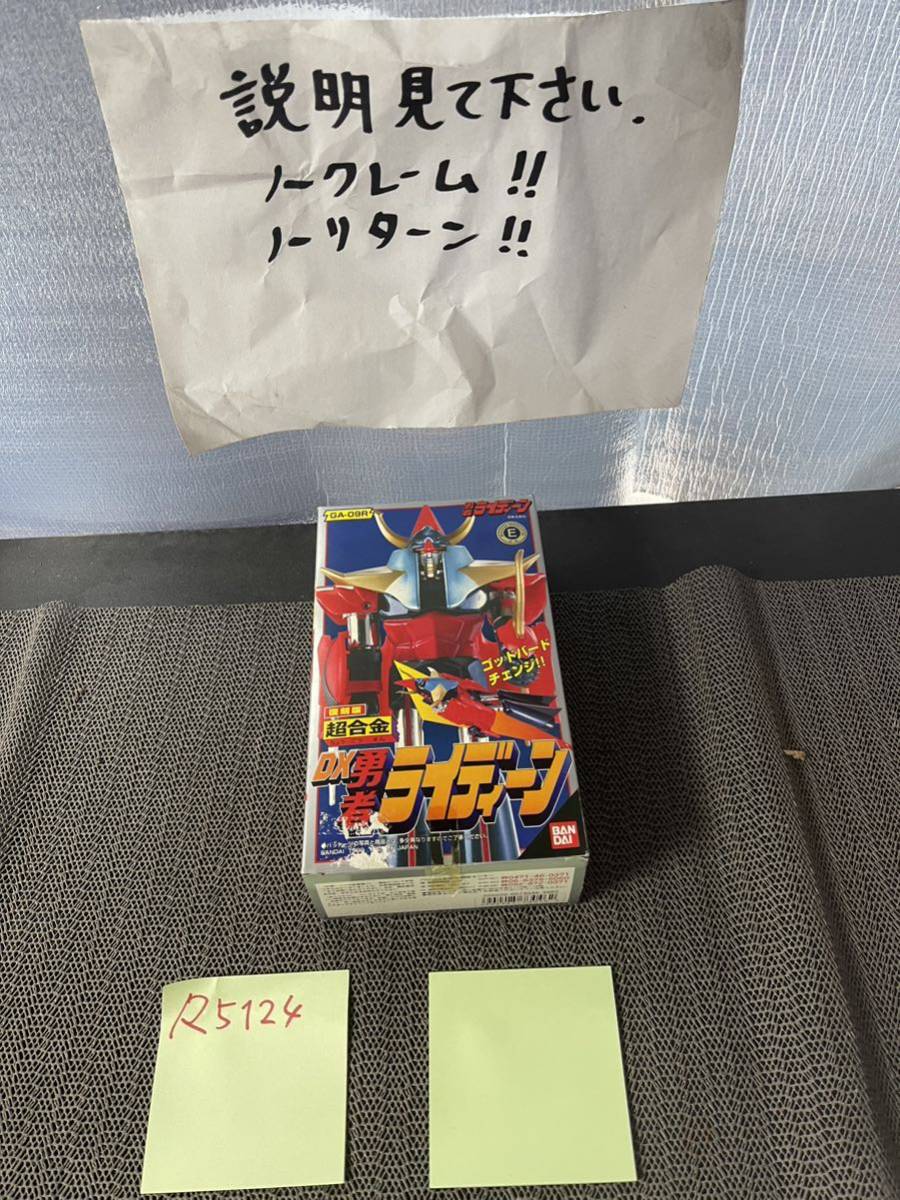 説明見て下さい.
ノークレーム!!
ノーリターン!!
GA-09R
勇者ライディーン
E
ゴッドバード
チェンジ!!
復刻版
超合金
DX勇者ライディーン
BANDAI
JAPAN
BAN
DAI
R5124